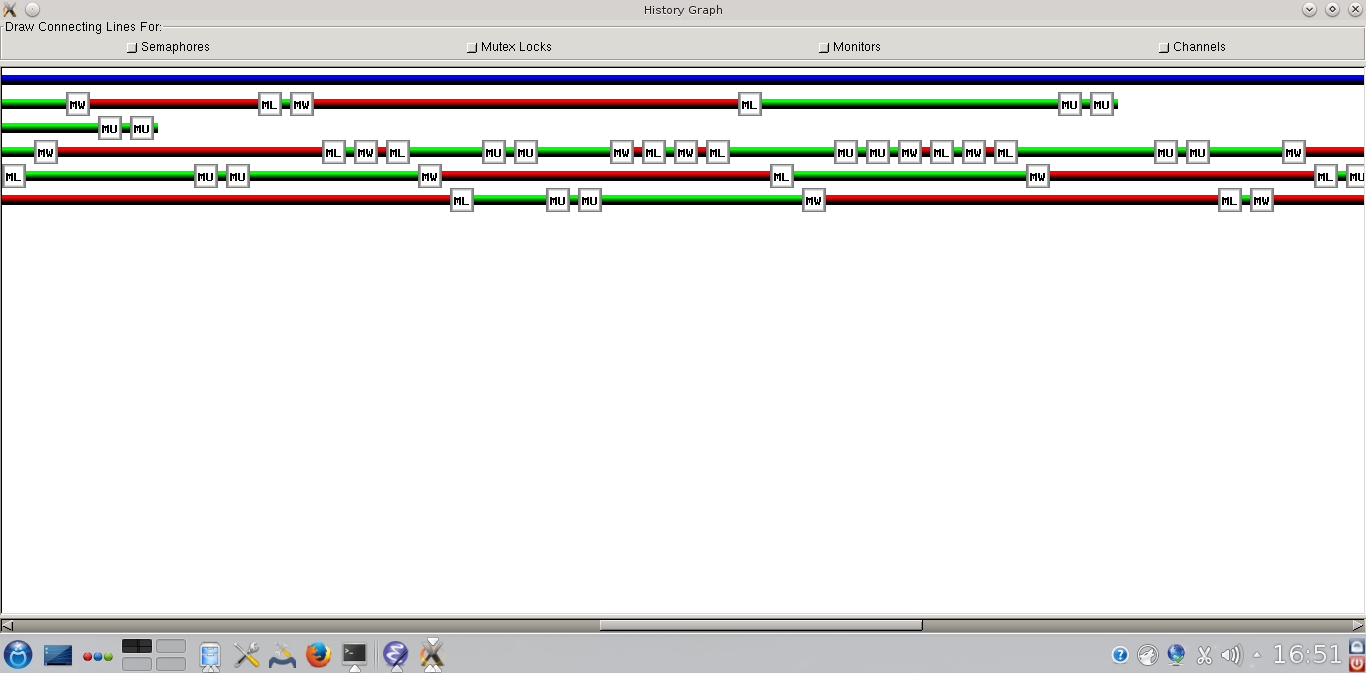 History Graph
Draw Connecting Lines For:
Semaphores Mutex Locks Monitors Channels
MW ML MW ML MU MU
MU MU
MW ML MW ML MU MU MW ML MW ML MU MU MW ML MW ML MU MU MW
ML MU MU MW ML MW ML MU
ML MU MU MW ML MW
16:51